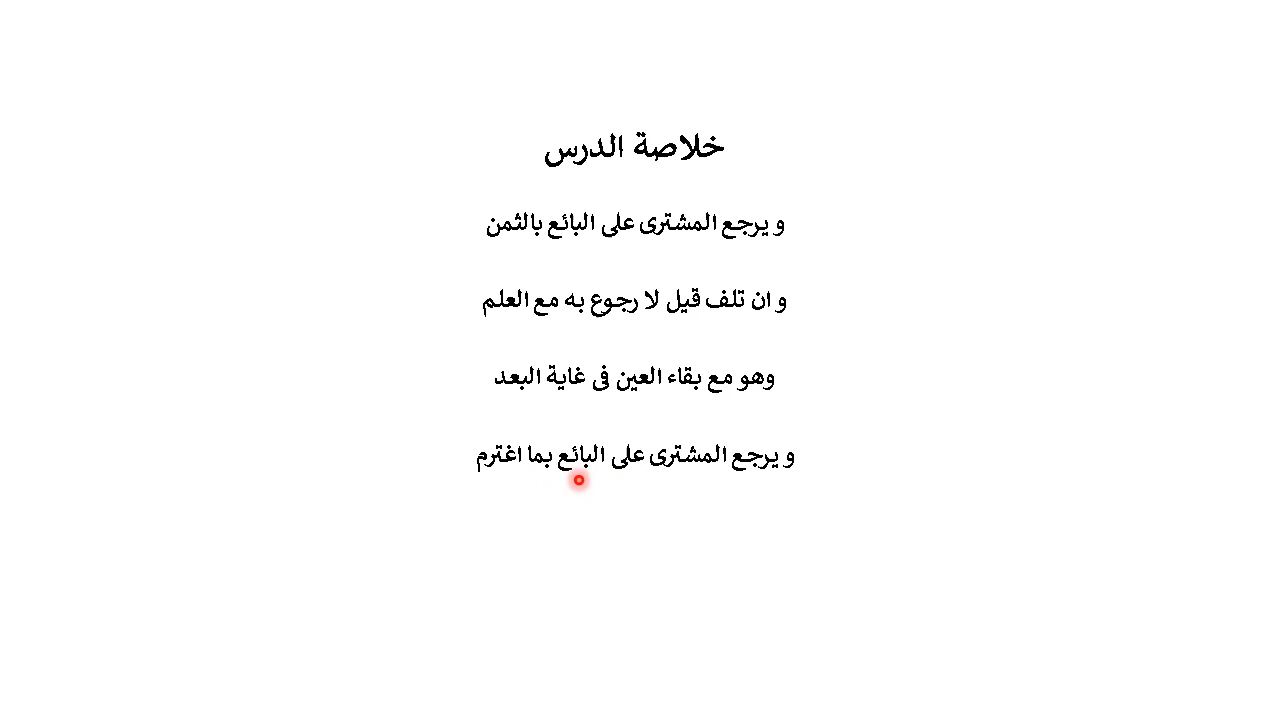 خلاصة الدرس
و يرجع المشترى على البائع بالثمن
و ان تلف قيل لا رجوع به مع العلم
وهو مع بقاء العين فى غاية البعد
و يرجع المشترى على البائع بما اغترم